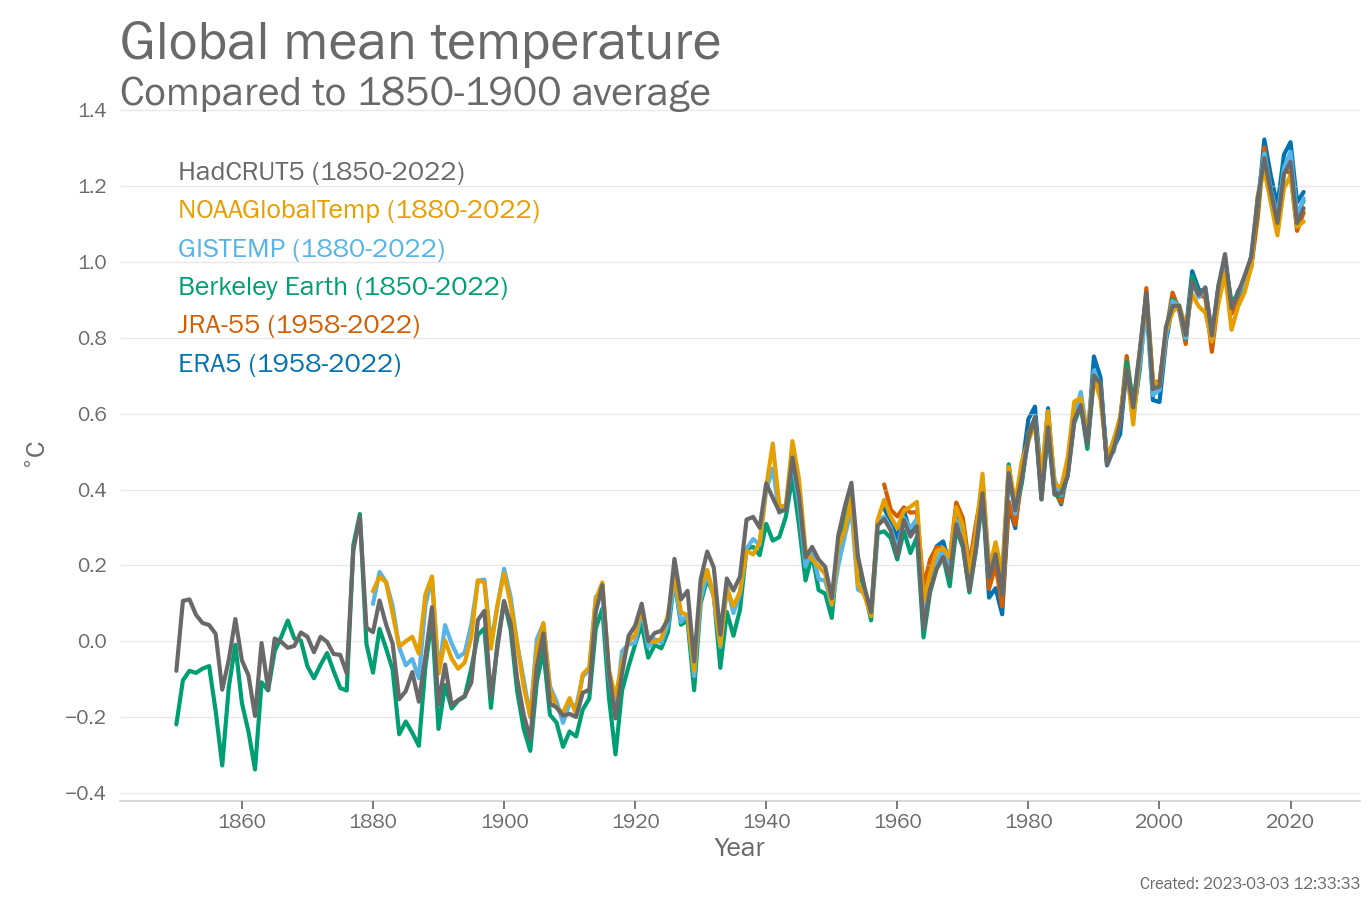 Global mean temperature
Compared to 1850-1900 average
1.4
HadCRUT5 (1850-2022)
1.2
NOAAGlobalTemp (1880-2022)
GISTEMP (1880-2022)
1.0
Berkeley Earth (1850-2022)
JRA-55 (1958-2022)
0.8
ERA5 (1958-2022)
0.6
°C
0.4
0.2
0.0
−0.2
−0.4
1860 1880 1900 1920 1940 1960 1980 2000 2020
Year
Created: 2023-03-03 12:33:33